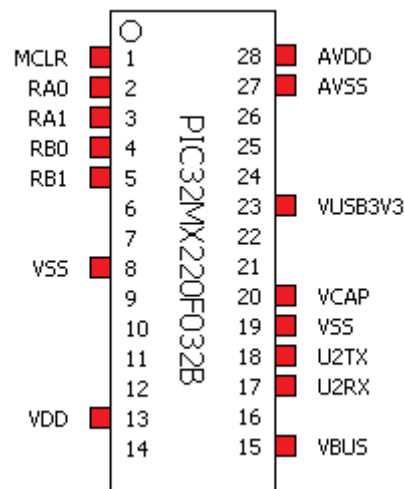 MCLR 1 28 AVDD
RA0 2 27 AVSS
RA1 3 26
RB0 4 25
RB1 5 24
6 23 VUSB3V3
7 22
VSS 8 21
9 20 VCAP
10 19 VSS
11 18 U2TX
12 17 U2RX
VDD 13 16
14 15 VBUS
PIC32MX220F032B